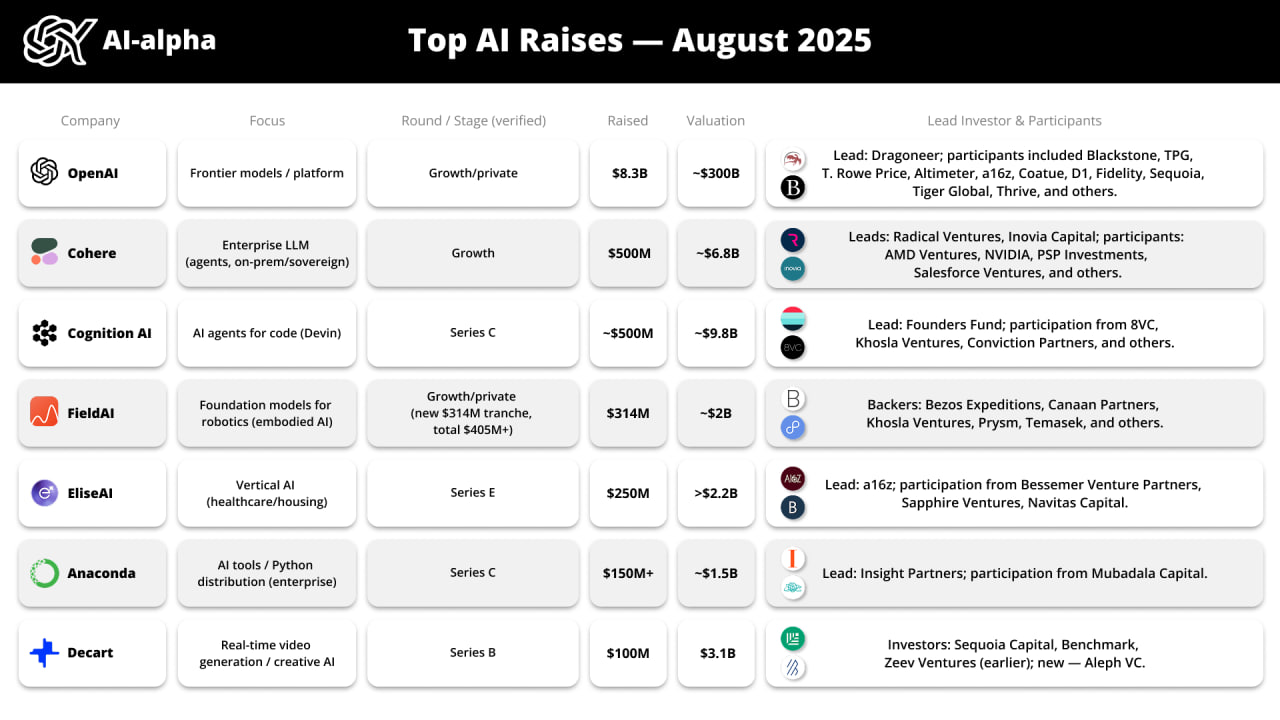 AI-alpha
Top AI Raises — August 2025
Company
Focus
Round / Stage (verified)
Raised
Valuation
Lead Investor & Participants
OpenAI
Frontier models / platform
Growth/private
$8.3B
~$300B
B
Lead: Dragoneer; participants included Blackstone, TPG,
T. Rowe Price, Altimeter, a16z, Coatue, D1, Fidelity, Sequoia,
Tiger Global, Thrive, and others.
Cohere
Enterprise LLM
(agents, on-prem/sovereign)
Growth
$500M
~$6.8B
R
inovia
Leads: Radical Ventures, Inovia Capital; participants:
AMD Ventures, NVIDIA, PSP Investments,
Salesforce Ventures, and others.
Cognition AI
AI agents for code (Devin)
Series C
~$500M
~$9.8B
8VC
Lead: Founders Fund; participation from 8VC,
Khosla Ventures, Conviction Partners, and others.
FieldAI
Foundation models for
robotics (embodied AI)
Growth/private
(new $314M tranche,
total $405M+)
$314M
~$2B
B
Backers: Bezos Expeditions, Canaan Partners,
Khosla Ventures, Prysm, Temasek, and others.
EliseAI
Vertical AI
(healthcare/housing)
Series E
$250M
>$2.2B
A16Z
B
Lead: a16z; participation from Bessemer Venture Partners,
Sapphire Ventures, Navitas Capital.
Anaconda
AI tools / Python
distribution (enterprise)
Series C
$150M+
~$1.5B
I
Lead: Insight Partners; participation from Mubadala Capital.
Decart
Real-time video
generation / creative AI
Series B
$100M
$3.1B
Investors: Sequoia Capital, Benchmark,
Zeev Ventures (earlier); new — Aleph VC.